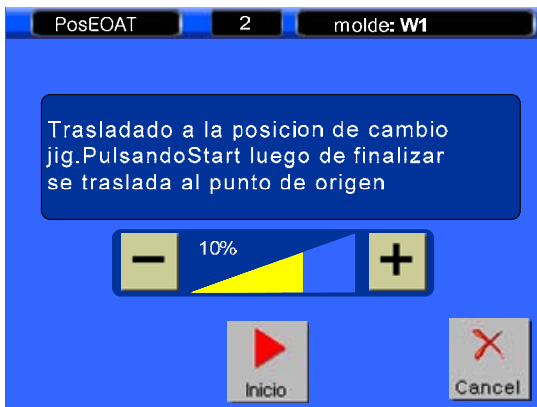 PosEOAT 2 molde: W1
Trasladado a la posicion de cambio
jig.PulsandoStart luego de finalizar
se traslada al punto de origen
− 10% +
Inicio Cancel